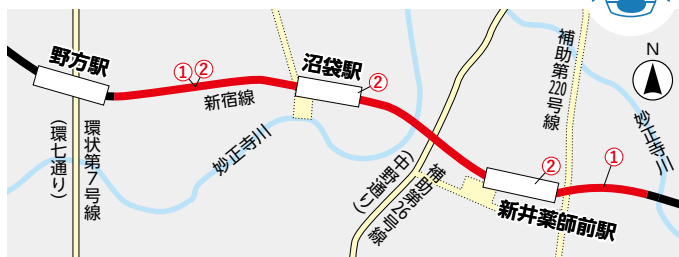 野方駅
①②
新宿線
沼袋駅
②
妙正寺川
環状第7号線
(環七通り)
補助第26号線
(中野通り)
②
新井薬師前駅
①
補助第220号線
妙正寺川
N